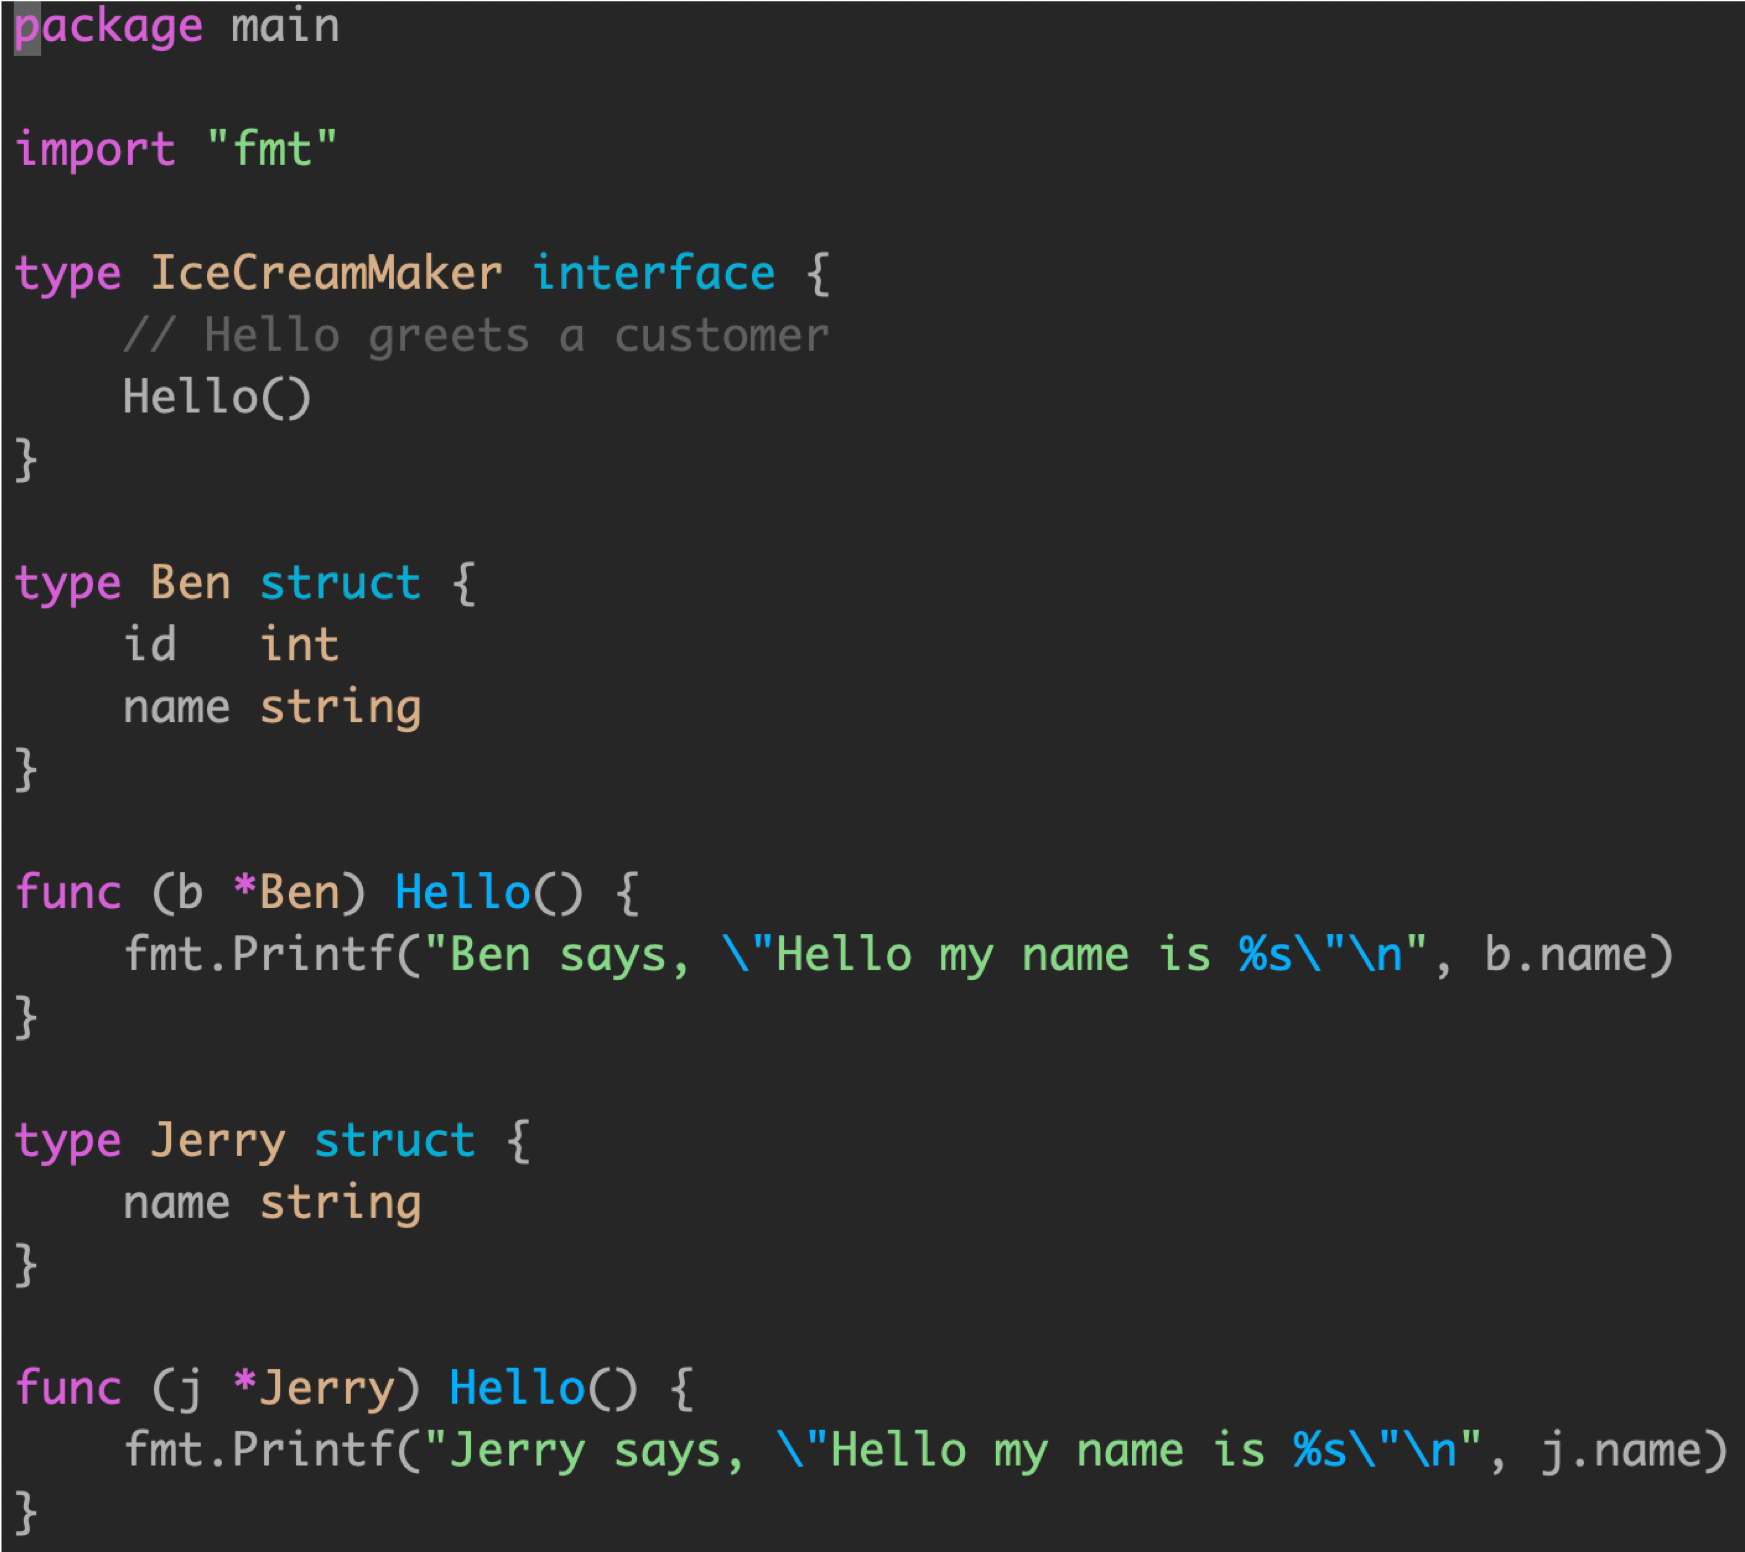 package main
import "fmt"
type IceCreamMaker interface {
    // Hello greets a customer
    Hello()
}
type Ben struct {
    id   int
    name string
}
func (b *Ben) Hello() {
    fmt.Printf("Ben says, \"Hello my name is %s\"\n", b.name)
}
type Jerry struct {
    name string
}
func (j *Jerry) Hello() {
    fmt.Printf("Jerry says, \"Hello my name is %s\"\n", j.name)
}